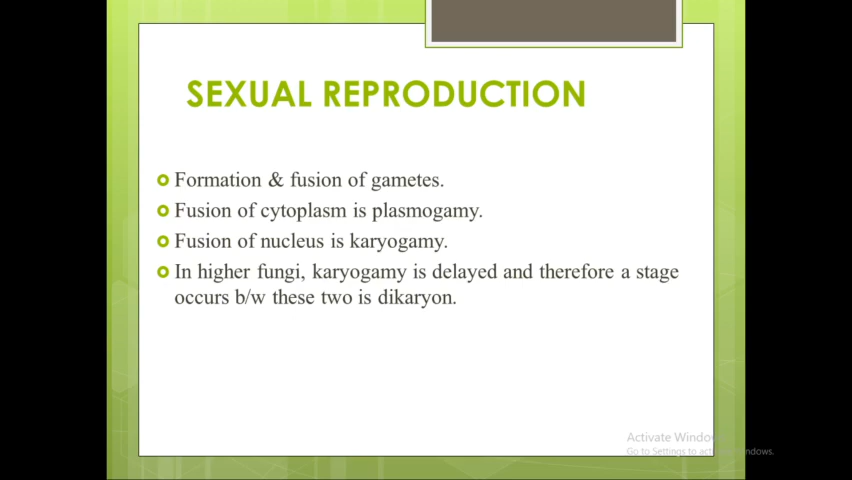 SEXUAL REPRODUCTION
Formation & fusion of gametes.
Fusion of cytoplasm is plasmogamy.
Fusion of nucleus is karyogamy.
In higher fungi, karyogamy is delayed and therefore a stage
occurs b/w these two is dikaryon.
Activate Windows
Go to Settings to activate Windows.